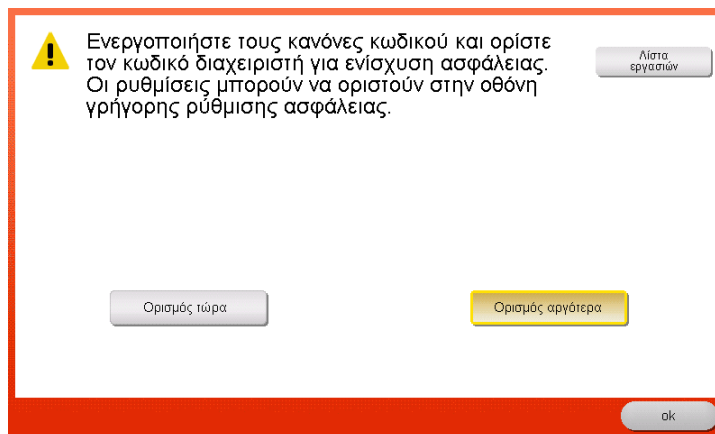 Ενεργοποιήστε τους κανόνες κωδικού και ορίστε
τον κωδικό διαχειριστή για ενίσχυση ασφάλειας.
Οι ρυθμίσεις μπορούν να οριστούν στην οθόνη
γρήγορης ρύθμισης ασφάλειας.
Λίστα
εργασιών
Ορισμός τώρα
Ορισμός αργότερα
ok